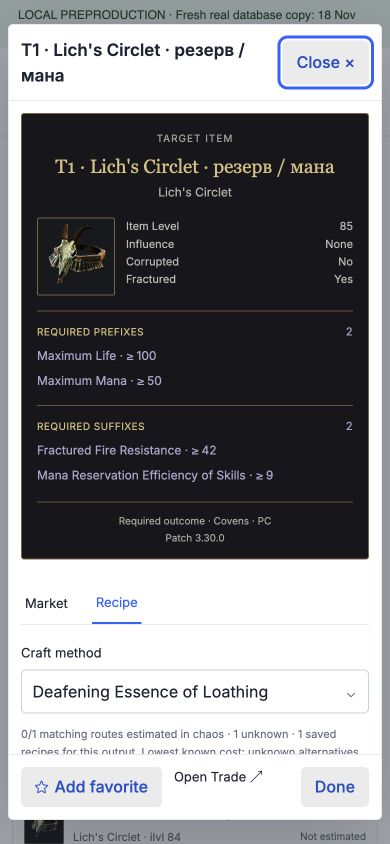 LOCAL PREPRODUCTION · Fresh real database copy: 18 Nov
T1 · Lich's Circlet · резерв /
мана
Close ×
TARGET ITEM
T1 · Lich's Circlet · резерв / мана
Lich's Circlet
Item Level 85
Influence None
Corrupted No
Fractured Yes
REQUIRED PREFIXES 2
Maximum Life · ≥ 100
Maximum Mana · ≥ 50
REQUIRED SUFFIXES 2
Fractured Fire Resistance · ≥ 42
Mana Reservation Efficiency of Skills · ≥ 9
Required outcome · Covens · PC
Patch 3.30.0
Market Recipe
Craft method
Deafening Essence of Loathing
0/1 matching routes estimated in chaos · 1 unknown · 1 saved
recipes for this output. Lowest known cost: unknown alternatives
Add favorite
Open Trade ↗
Done
Lich's Circlet · ilvl 84 Not estimated